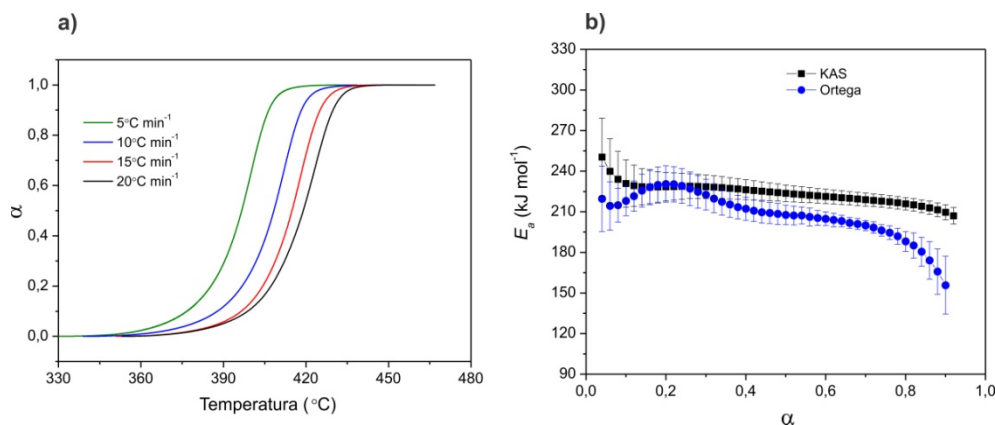 a)
1,0
0,8
0,6
0,4
0,2
0,0
α
5°C min⁻¹
10°C min⁻¹
15°C min⁻¹
20°C min⁻¹
330 360 390 420 450 480
Temperatura (°C)
b)
330
300
270
240
210
180
150
120
90
Eₐ (kJ mol⁻¹)
KAS
Ortega
0,0 0,2 0,4 0,6 0,8 1,0
α